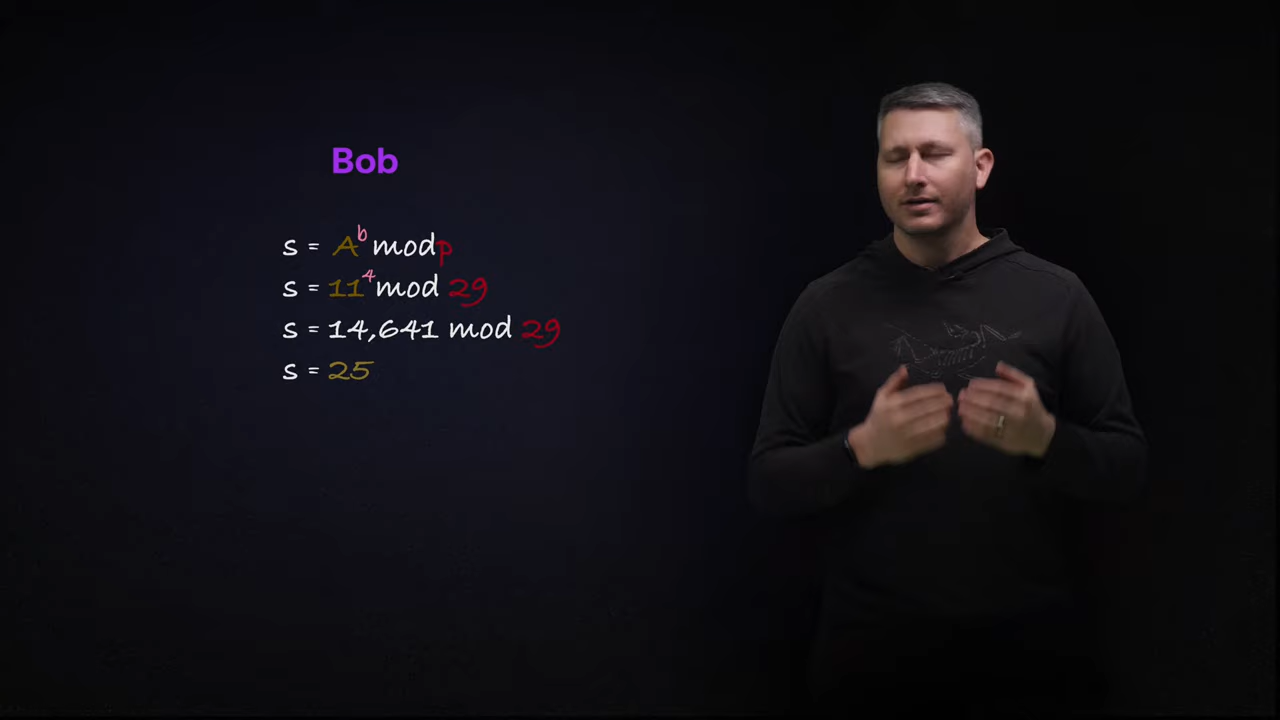 Bob
s = A^b mod p
s = 11^4 mod 29
s = 14,641 mod 29
s = 25